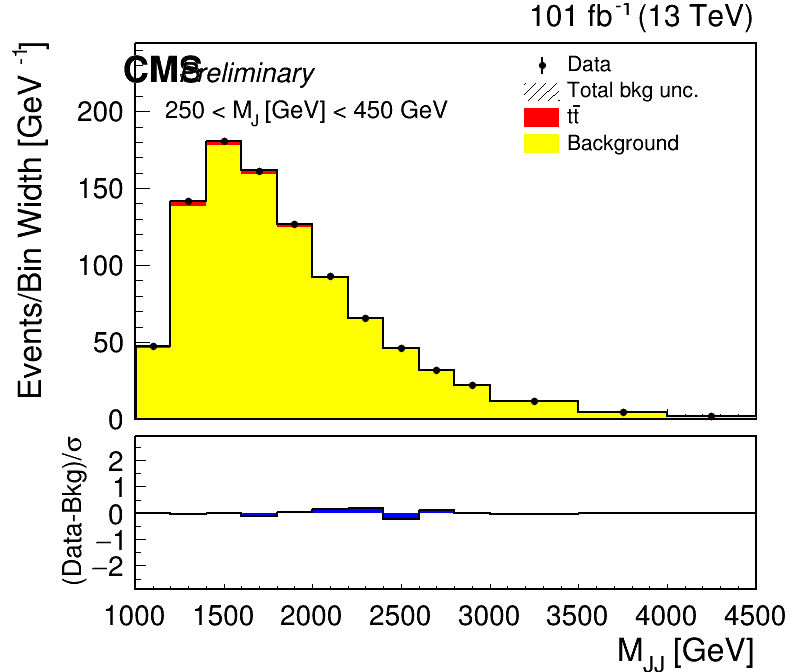 101 fb-1 (13 TeV)
CMS Preliminary
250 < MJ [GeV] < 450 GeV
Data
Total bkg unc.
tt̄
Background
Events/Bin Width [GeV-1]
200
150
100
50
0
(Data-Bkg)/σ
2
1
0
−1
−2
1000 1500 2000 2500 3000 3500 4000 4500
MJJ [GeV]